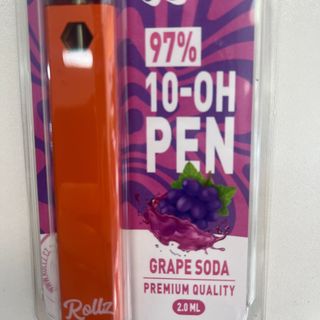 97%
10-OH
PEN
GRAPE SODA
PREMIUM QUALITY
2.0 ML
Rollz